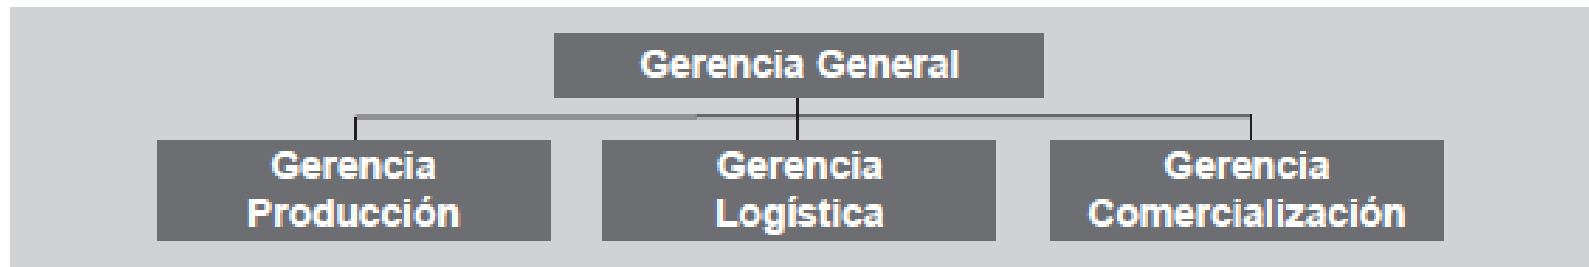 Gerencia General
Gerencia
Producción
Gerencia
Logística
Gerencia
Comercialización